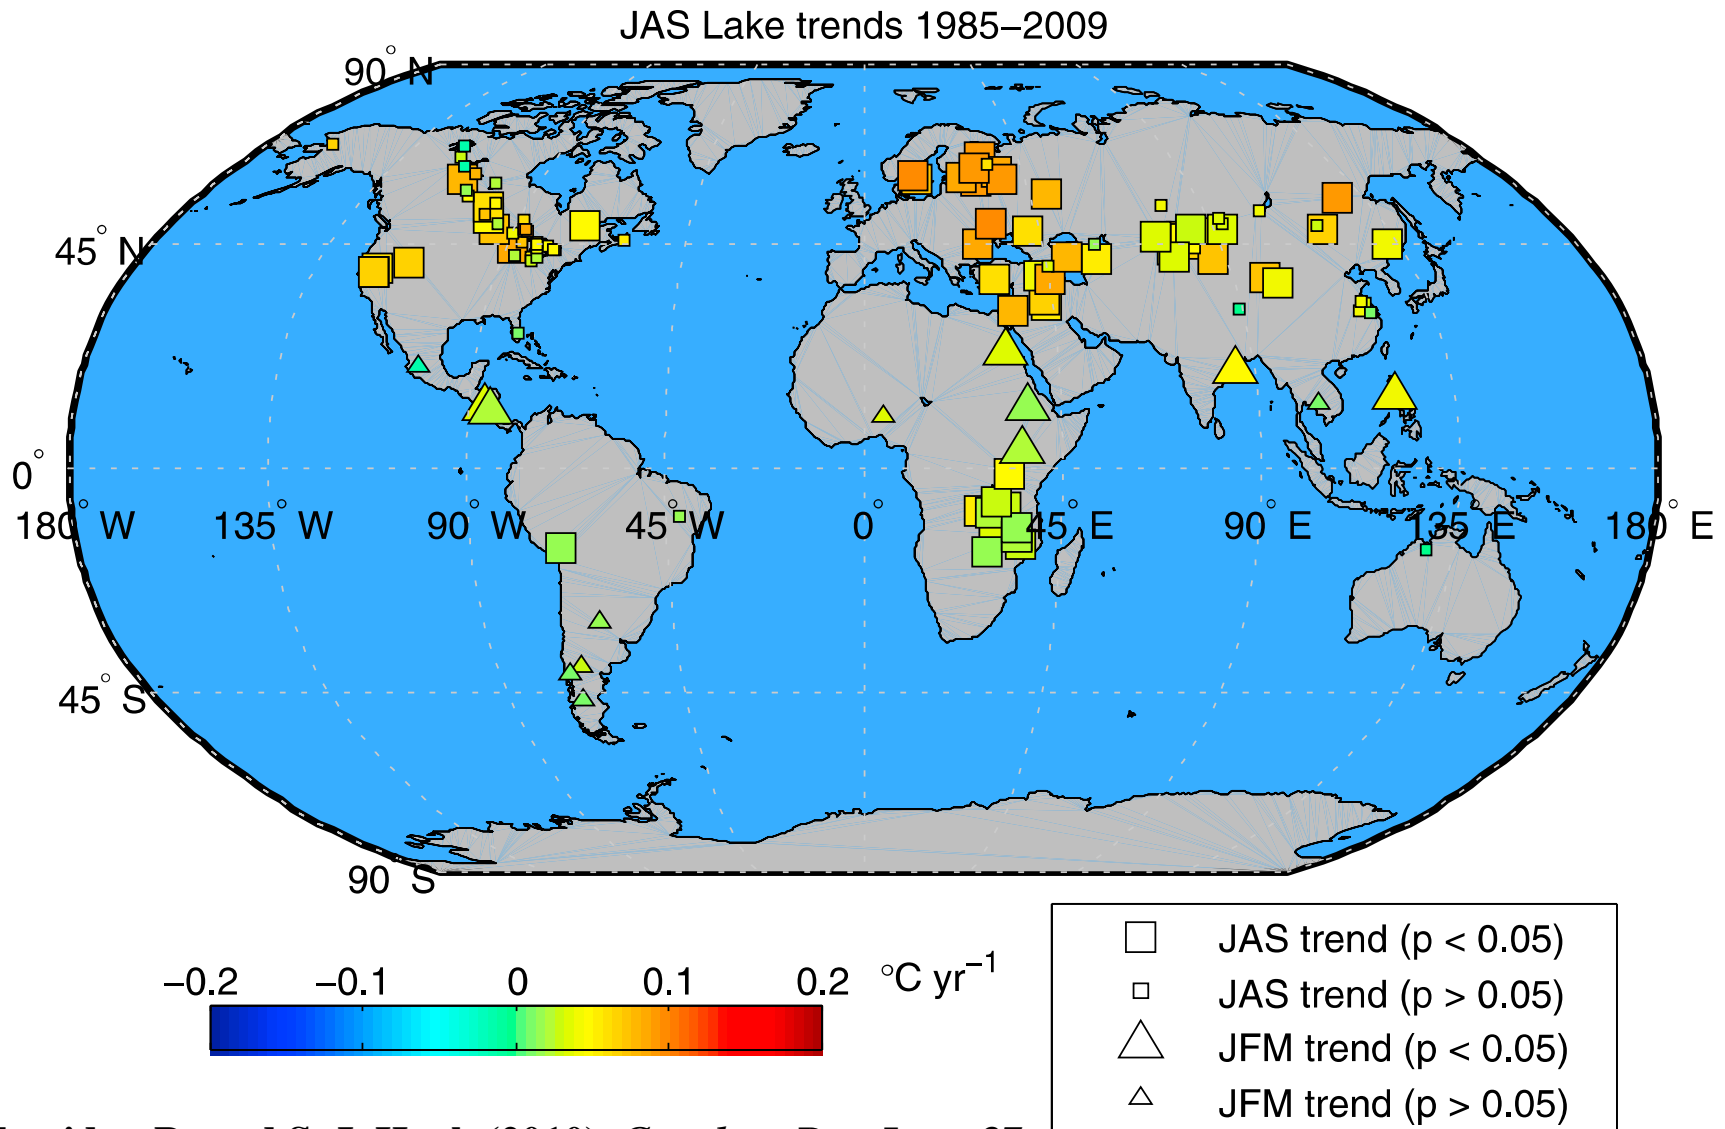 JAS Lake trends 1985–2009
90° N
45° N
0°
180° W 135° W 90° W 45° W 0° 45° E 90° E 135° E 180° E
45° S
90° S
−0.2 −0.1 0 0.1 0.2 °C yr−1
JAS trend (p < 0.05)
JAS trend (p > 0.05)
JFM trend (p < 0.05)
JFM trend (p > 0.05)